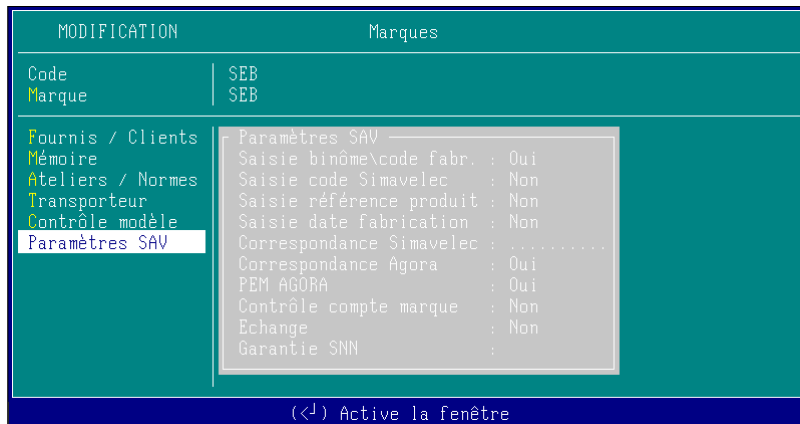 MODIFICATION Marques
Code SEB
Marque SEB
Fournis / Clients
Mémoire
Ateliers / Normes
Transporteur
Contrôle modèle
Paramètres SAV
Paramètres SAV
Saisie binôme\code fabr. : Oui
Saisie code Simavelec : Non
Saisie référence produit : Non
Saisie date fabrication : Non
Correspondance Simavelec : ..........
Correspondance Agora : Oui
PEM AGORA : Oui
Contrôle compte marque : Non
Echange : Non
Garantie SNN :
(<┘) Active la fenêtre